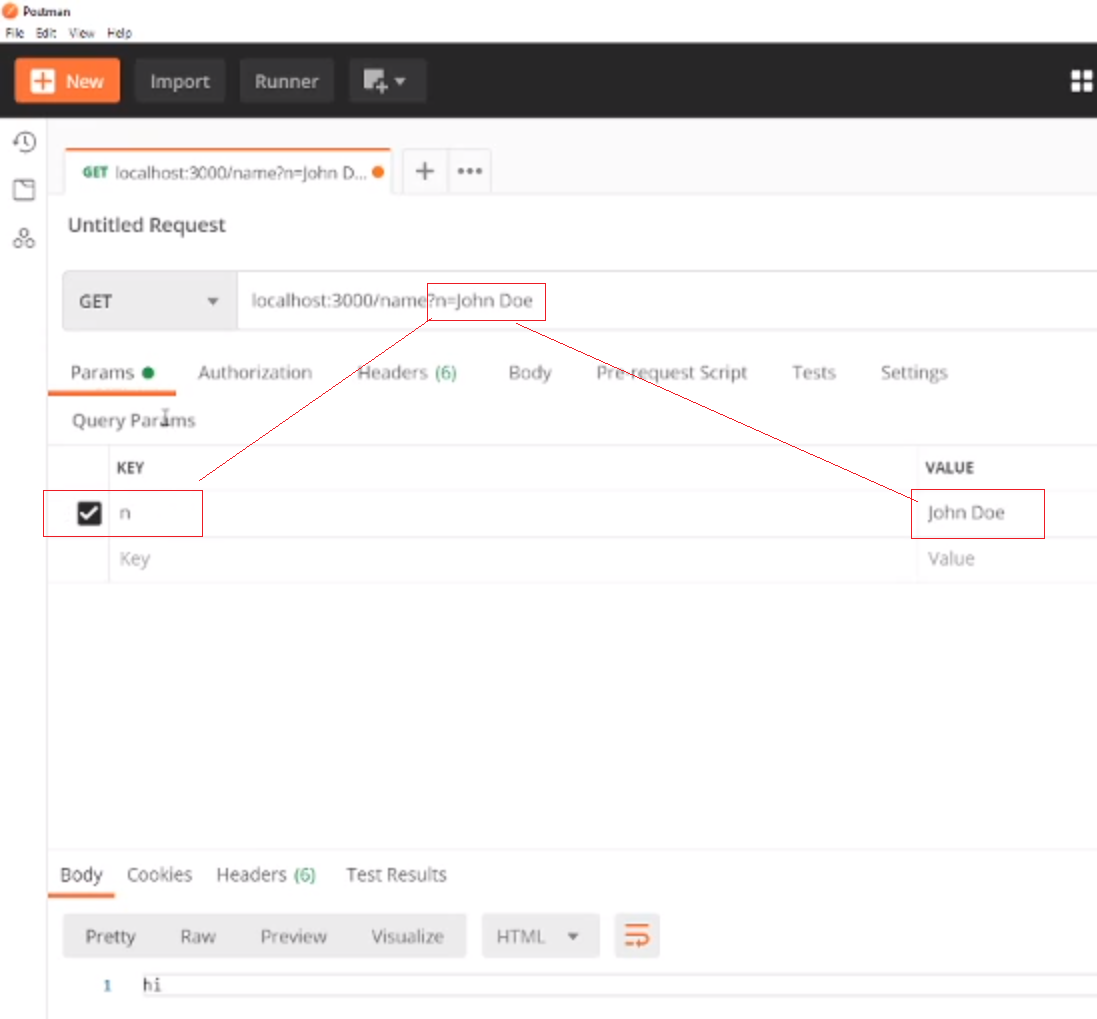 Postman
File Edit View Help
New Import Runner
GET localhost:3000/name?n=John D...
Untitled Request
GET localhost:3000/name?n=John Doe
Params Authorization Headers (6) Body Pre-request Script Tests Settings
Query Params
KEY VALUE
n John Doe
Key Value
Body Cookies Headers (6) Test Results
Pretty Raw Preview Visualize HTML
1 hi